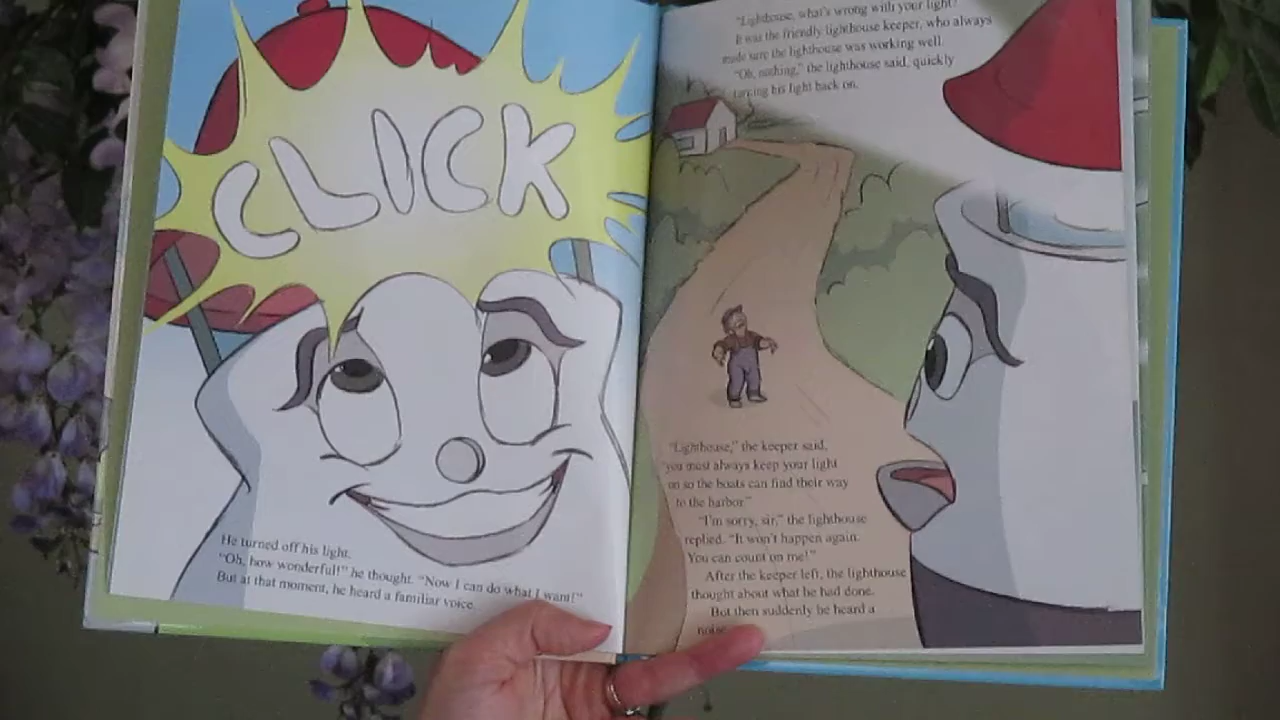 CLICK
He turned off his light.
"Oh, how wonderful!" he thought. "Now I can do what I want!"
But at that moment, he heard a familiar voice.
"Lighthouse, what's wrong with your light?"
It was the friendly lighthouse keeper, who always
made sure the lighthouse was working well.
"Oh, nothing," the lighthouse said, quickly
turning his light back on.
"Lighthouse," the keeper said,
"you must always keep your light
on so the boats can find their way
to the harbor."
"I'm sorry, sir," the lighthouse
replied. "It won't happen again.
You can count on me!"
After the keeper left, the lighthouse
thought about what he had done.
But then suddenly he heard a
noise